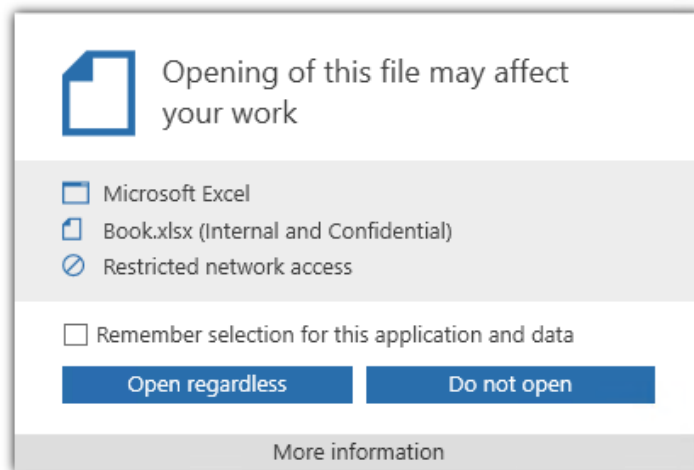 Opening of this file may affect
your work
Microsoft Excel
Book.xlsx (Internal and Confidential)
Restricted network access
Remember selection for this application and data
Open regardless
Do not open
More information